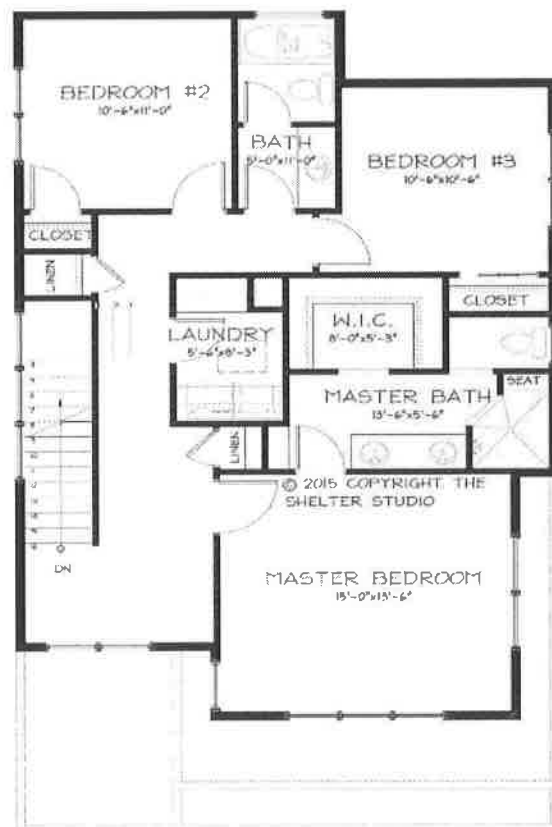 BEDROOM #2
10'-6"x11'-0"
BATH
5'-0"x11'-0"
BEDROOM #3
10'-6"x10'-6"
CLOSET
LINEN
CLOSET
W.I.C.
8'-0"x5'-3"
LAUNDRY
5'-6"x8'-3"
SEAT
MASTER BATH
13'-6"x5'-6"
LINEN
© 2015 COPYRIGHT THE
SHELTER STUDIO
DN
MASTER BEDROOM
15'-0"x13'-6"